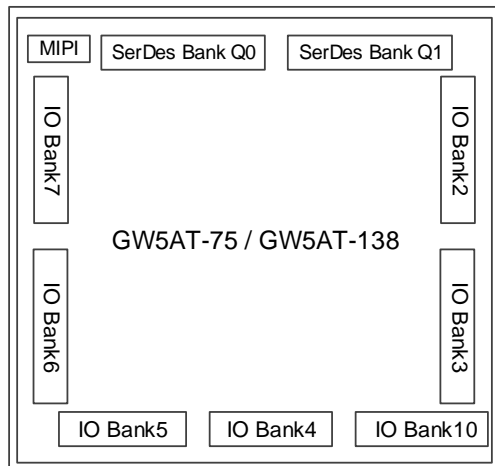 MIPI
SerDes Bank Q0
SerDes Bank Q1
IO Bank7
IO Bank2
GW5AT-75 / GW5AT-138
IO Bank6
IO Bank3
IO Bank5
IO Bank4
IO Bank10